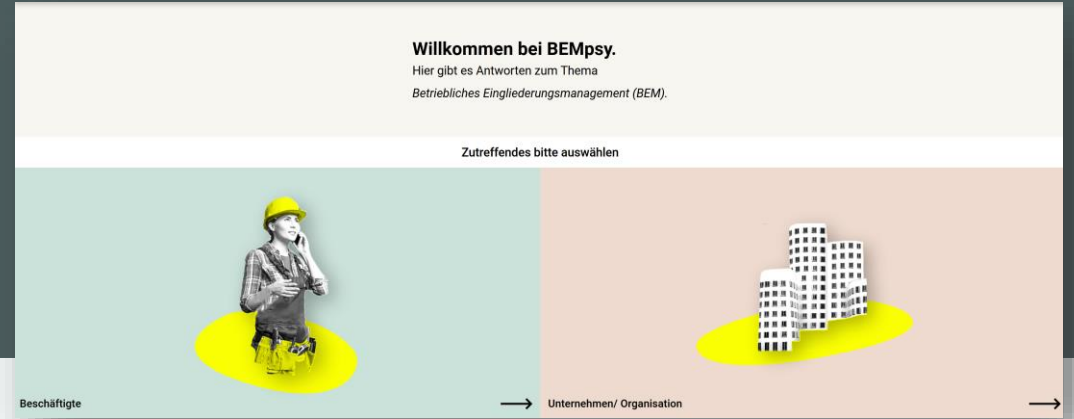 Willkommen bei BEMpsy.
Hier gibt es Antworten zum Thema
Betriebliches Eingliederungsmanagement (BEM).
Zutreffendes bitte auswählen
Beschäftigte
Unternehmen/ Organisation